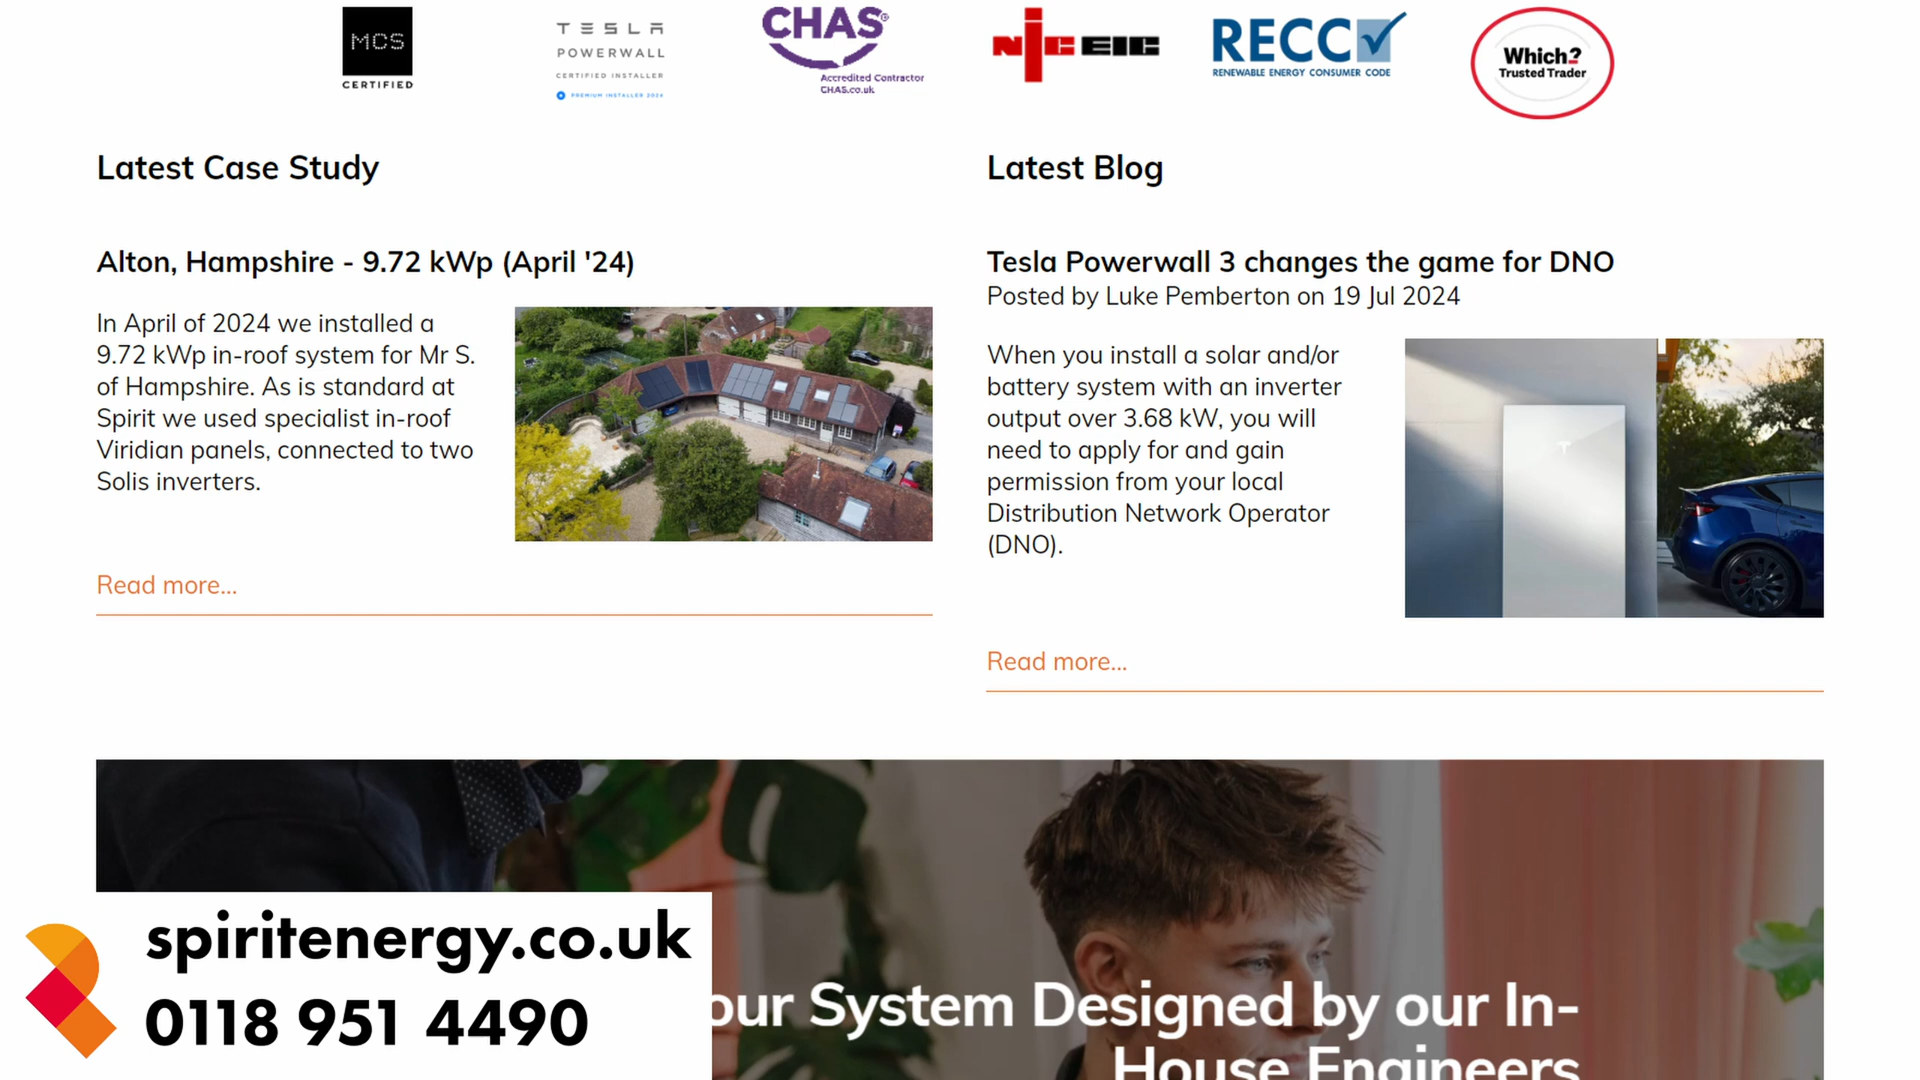 MCS
CERTIFIED
TESLA
POWERWALL
CERTIFIED INSTALLER
PREMIUM INSTALLER 2024
CHAS®
Accredited Contractor
CHAS.co.uk
NICEIC
RECC
RENEWABLE ENERGY CONSUMER CODE
Which?
Trusted Trader
Latest Case Study
Alton, Hampshire - 9.72 kWp (April '24)
In April of 2024 we installed a
9.72 kWp in-roof system for Mr S.
of Hampshire. As is standard at
Spirit we used specialist in-roof
Viridian panels, connected to two
Solis inverters.
Read more...
Latest Blog
Tesla Powerwall 3 changes the game for DNO
Posted by Luke Pemberton on 19 Jul 2024
When you install a solar and/or
battery system with an inverter
output over 3.68 kW, you will
need to apply for and gain
permission from your local
Distribution Network Operator
(DNO).
Read more...
our System Designed by our In-
House Engineers
spiritenergy.co.uk
0118 951 4490